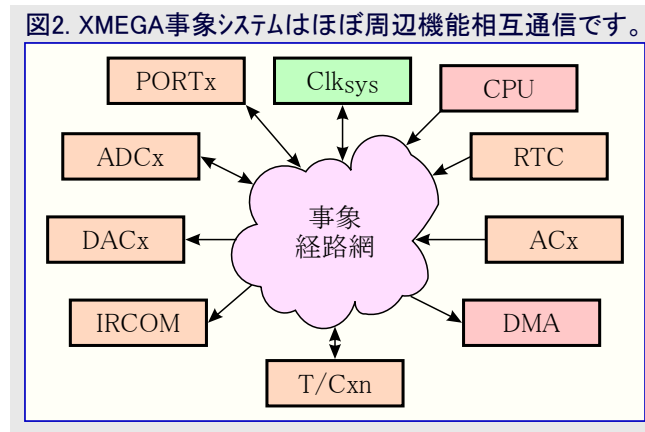 図2. XMEGA事象システムはほぼ周辺機能相互通信です。
PORTx
Clksys
CPU
ADCx
RTC
DACx
事象
経路網
ACx
IRCOM
DMA
T/Cxn